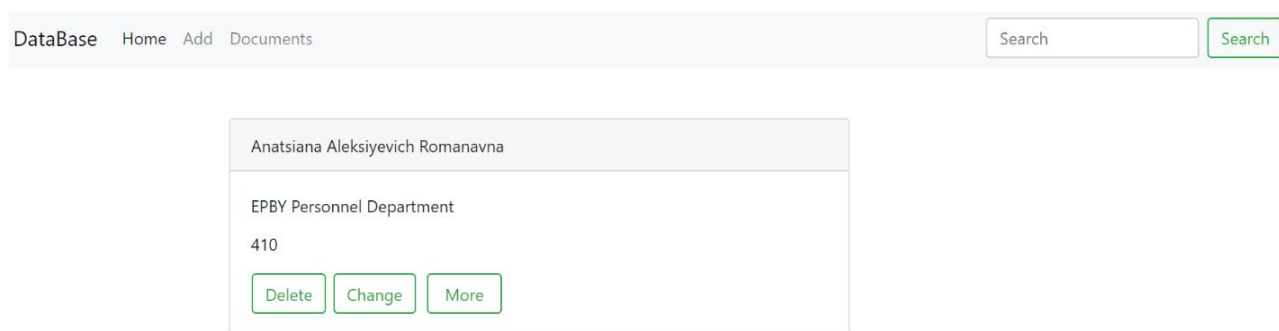 DataBase Home Add Documents Search Search
Anatsiana Aleksiyevich Romanavna
EPBY Personnel Department
410
Delete Change More